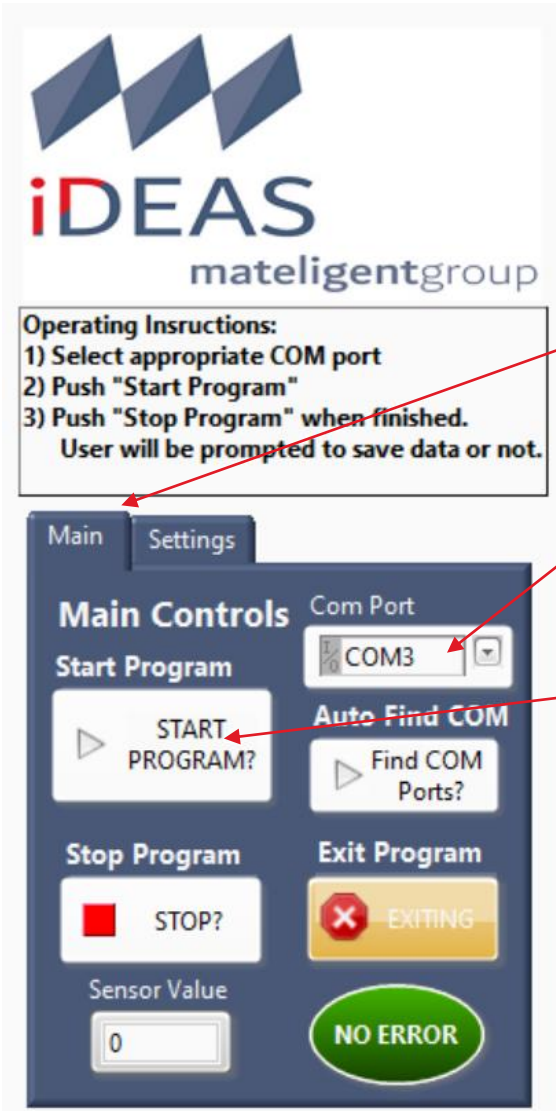 iDEAS
mateligentgroup
Operating Insructions:
1) Select appropriate COM port
2) Push "Start Program"
3) Push "Stop Program" when finished.
User will be prompted to save data or not.
Main
Settings
Main Controls
Com Port
I/O COM3
Start Program
START
PROGRAM?
Auto Find COM
Find COM
Ports?
Stop Program
STOP?
Exit Program
EXITING
Sensor Value
0
NO ERROR